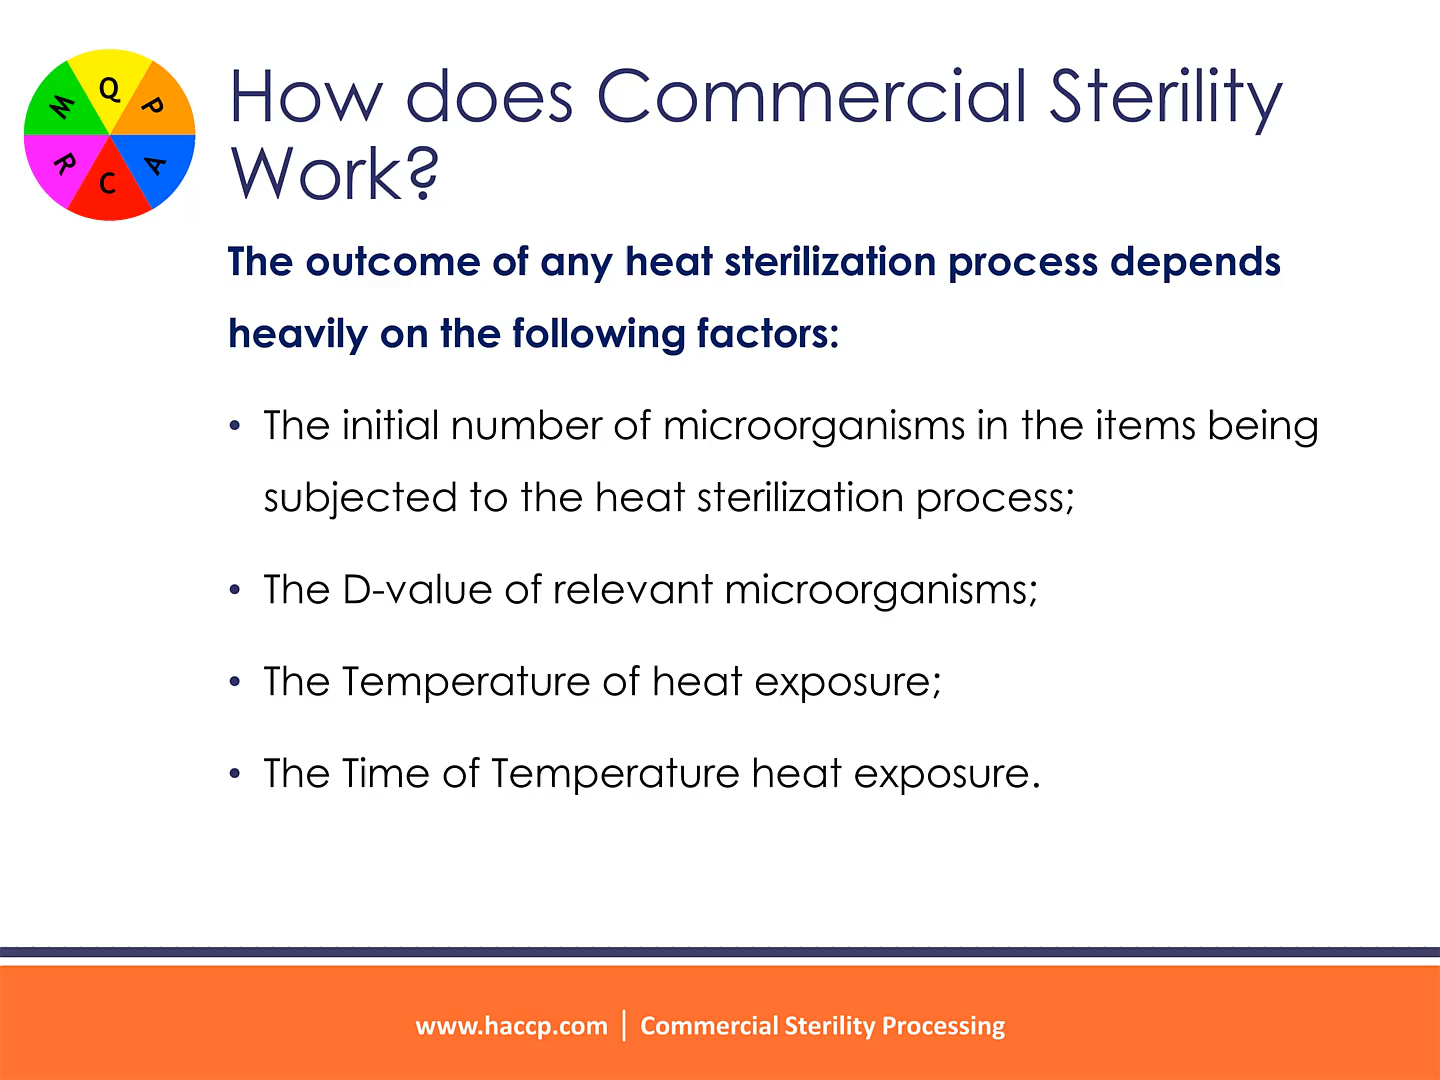 Q
P
A
C
R
M
How does Commercial Sterility
Work?
The outcome of any heat sterilization process depends
heavily on the following factors:
• The initial number of microorganisms in the items being
subjected to the heat sterilization process;
• The D-value of relevant microorganisms;
• The Temperature of heat exposure;
• The Time of Temperature heat exposure.
www.haccp.com | Commercial Sterility Processing